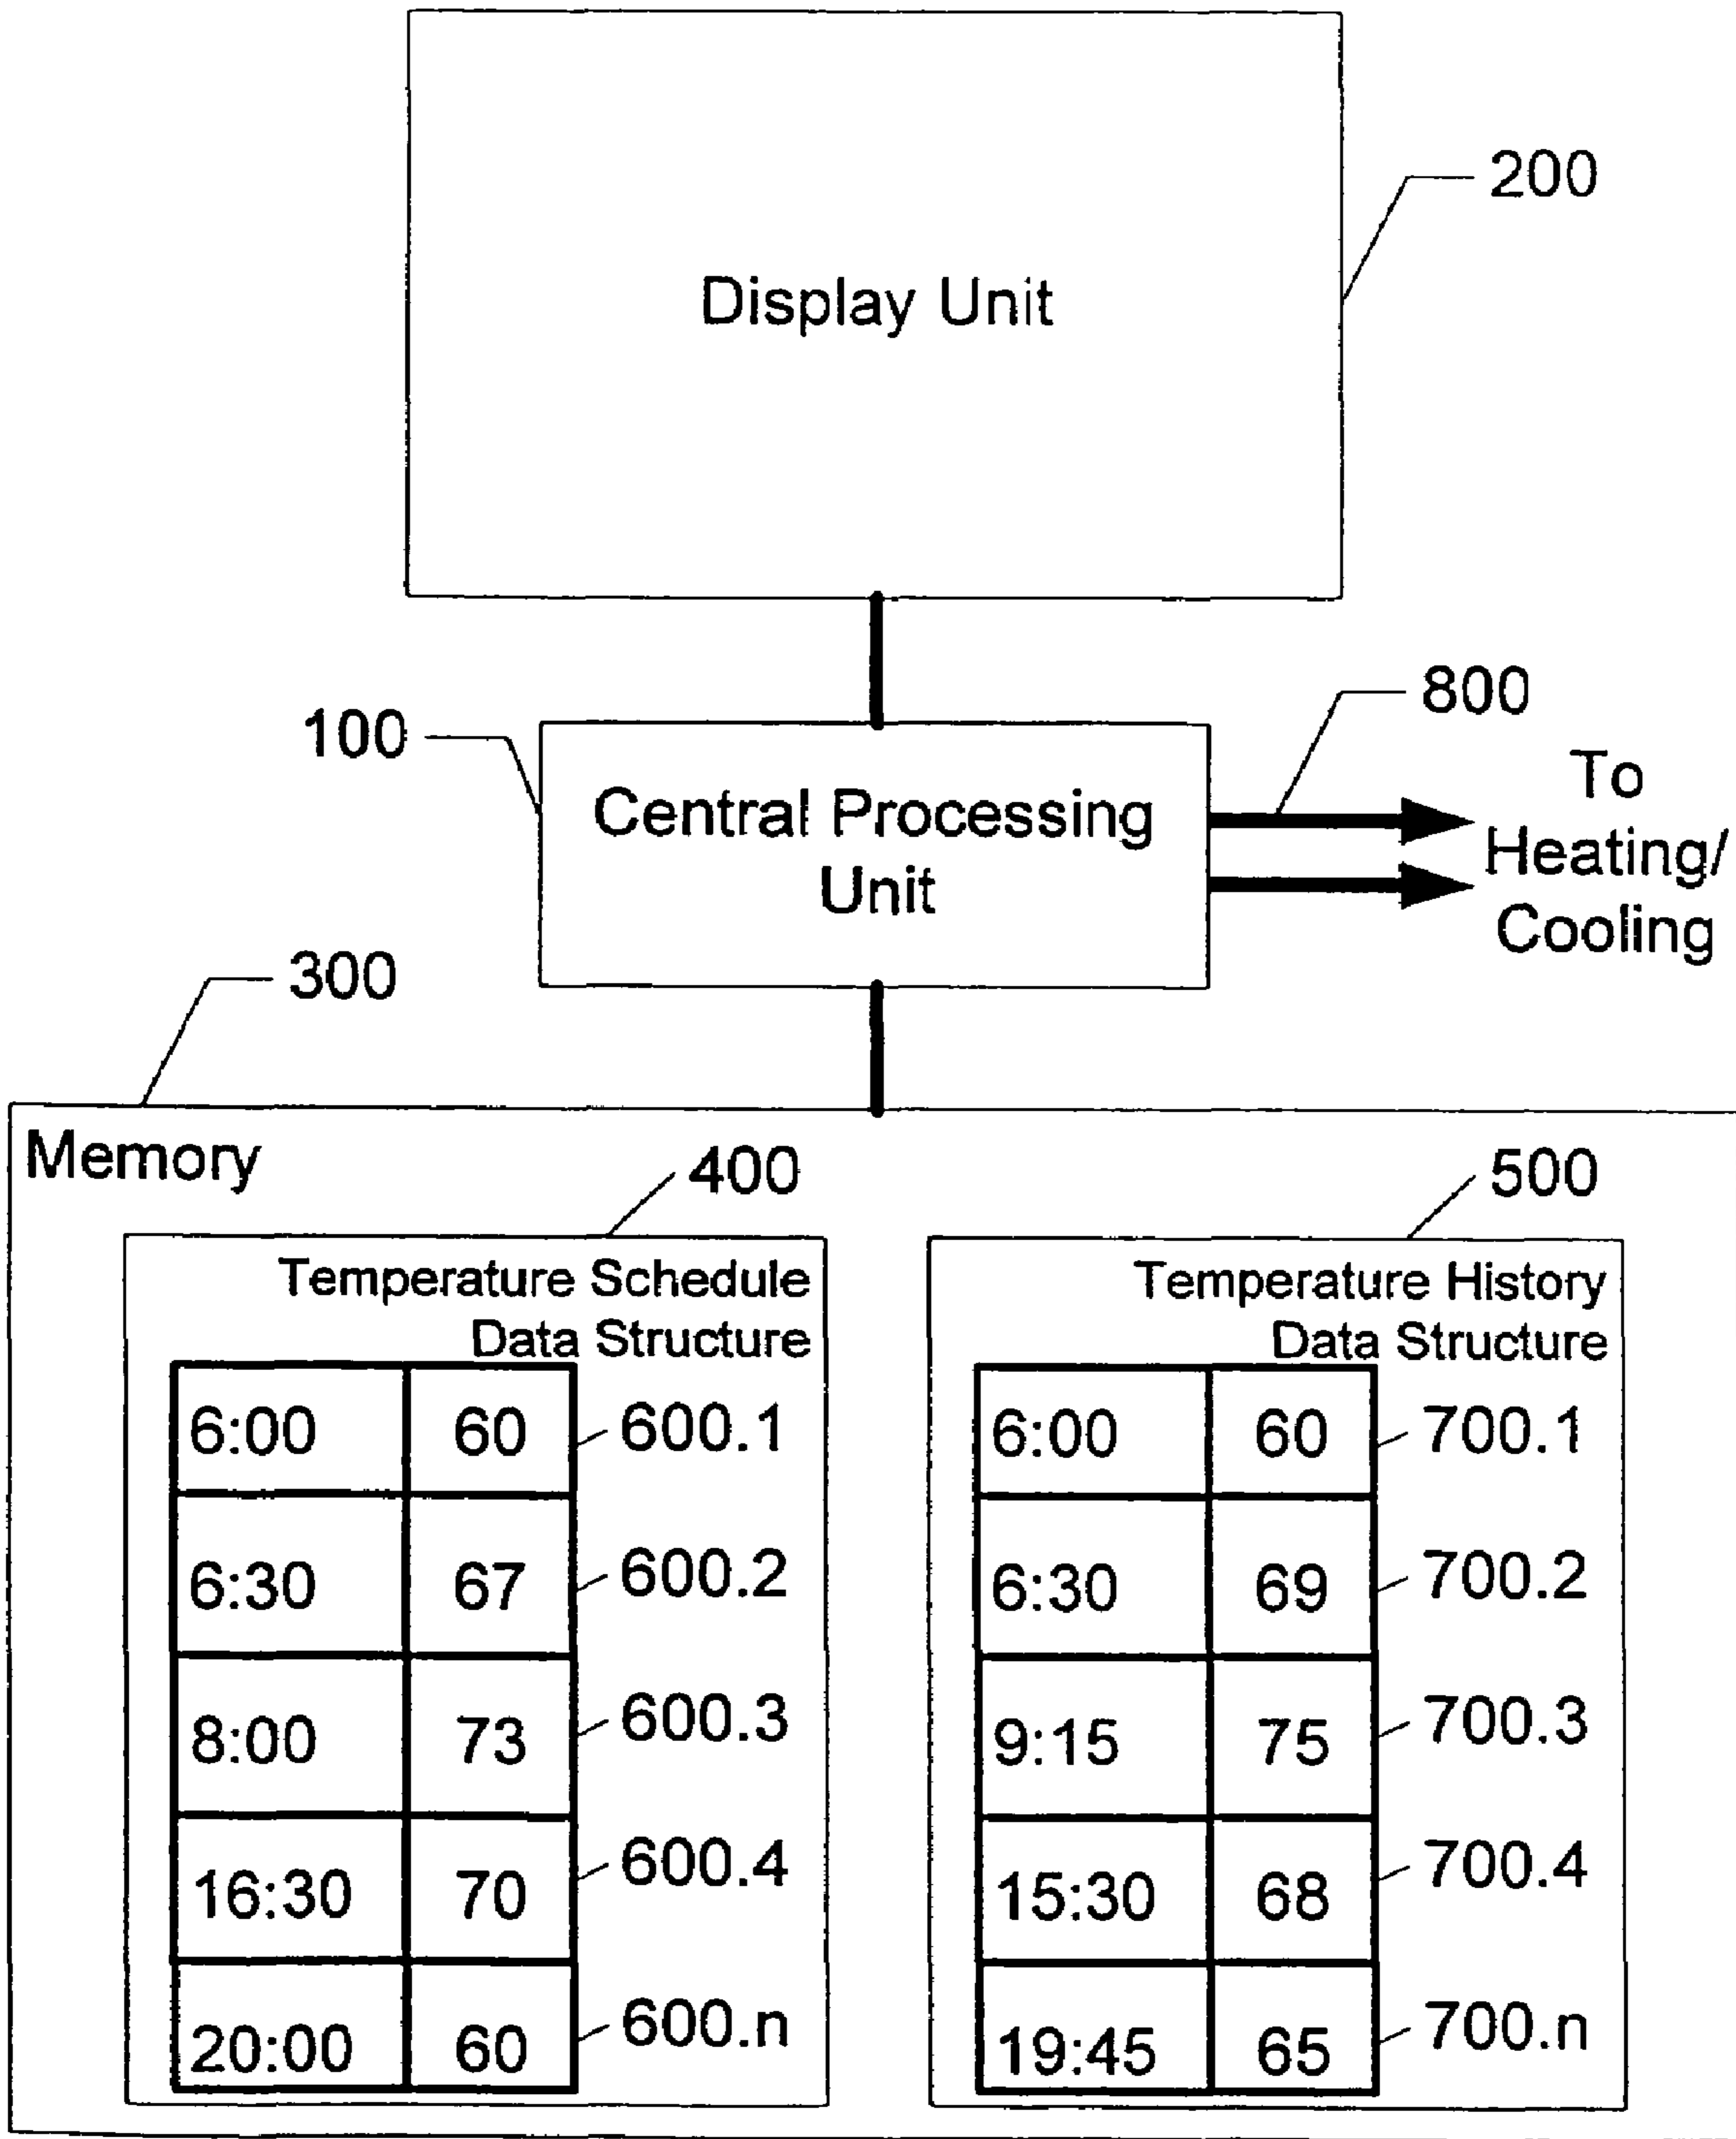 200
Display Unit
800
100
To
Heating/
Cooling
Central Processing
Unit
300
Memory
400
500
Temperature Schedule
Data Structure
6:00 60 600.1
6:30 67 600.2
8:00 73 600.3
16:30 70 600.4
20:00 60 600.n
Temperature History
Data Structure
6:00 60 700.1
6:30 69 700.2
9:15 75 700.3
15:30 68 700.4
19:45 65 700.n